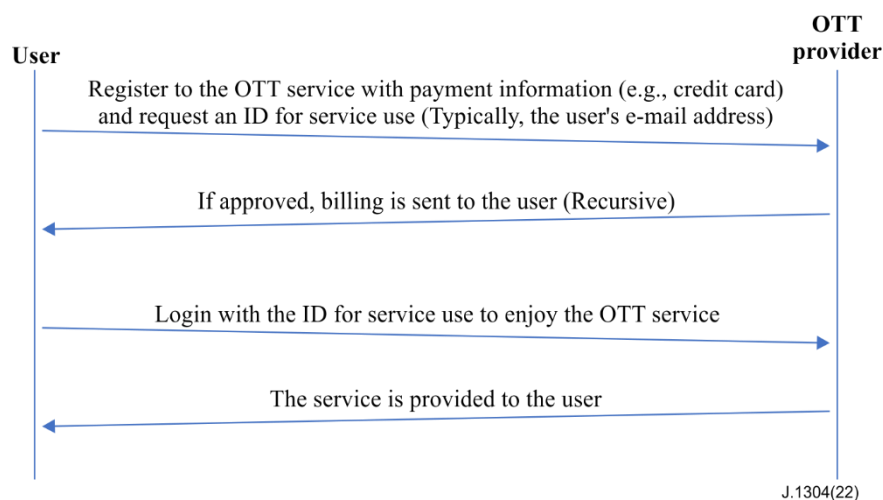 User
OTT
provider
Register to the OTT service with payment information (e.g., credit card)
and request an ID for service use (Typically, the user's e-mail address)
If approved, billing is sent to the user (Recursive)
Login with the ID for service use to enjoy the OTT service
The service is provided to the user
J.1304(22)